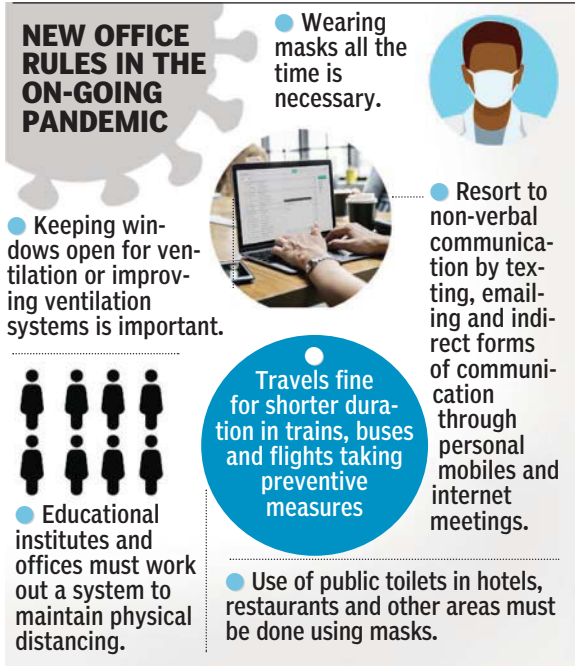 NEW OFFICE
RULES IN THE
ON-GOING
PANDEMIC
Wearing
masks all the
time is
necessary.
Keeping win-
dows open for ven-
tilation or improv-
ing ventilation
systems is important.
Resort to
non-verbal
communica-
tion by tex-
ting, email-
ing and indi-
rect forms
of communi-
cation
through
personal
mobiles and
internet
meetings.
Travels fine
for shorter dura-
tion in trains, buses
and flights taking
preventive
measures
Educational
institutes and
offices must work
out a system to
maintain physical
distancing.
Use of public toilets in hotels,
restaurants and other areas must
be done using masks.